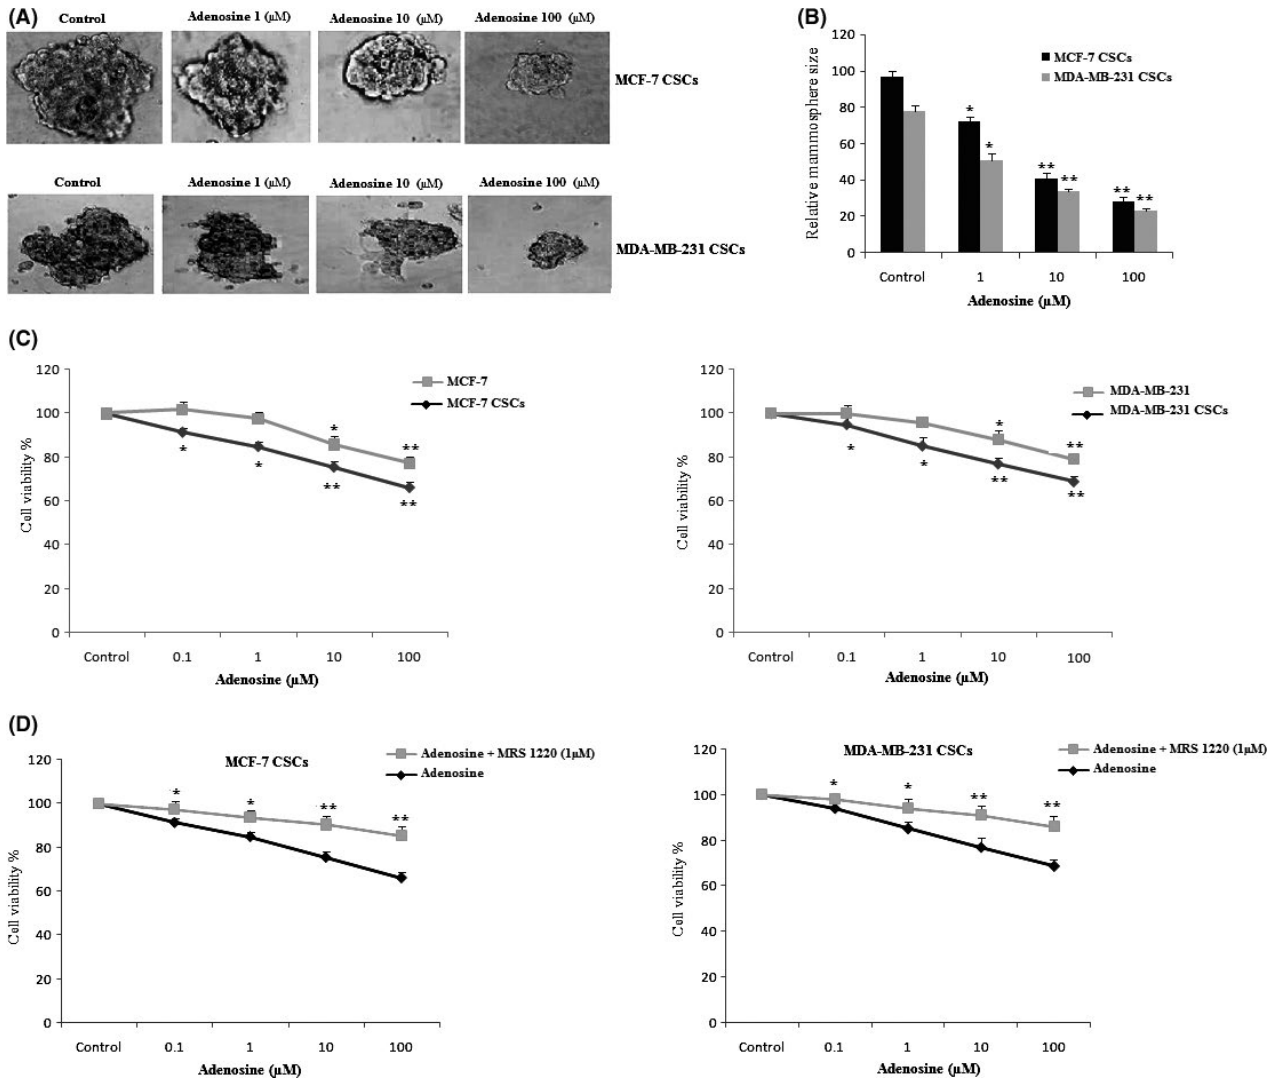 (A)
Control Adenosine 1 (µM) Adenosine 10 (µM) Adenosine 100 (µM)
MCF-7 CSCs
Control Adenosine 1 (µM) Adenosine 10 (µM) Adenosine 100 (µM)
MDA-MB-231 CSCs
(B)
Relative mammosphere size
120
100
80
60
40
20
0
MCF-7 CSCs
MDA-MB-231 CSCs
*
*
** **
** **
Control 1 10 100
Adenosine (µM)
(C)
Cell viability %
120
100
80
60
40
20
0
MCF-7
MCF-7 CSCs
* **
* * ** **
Control 0.1 1 10 100
Adenosine (µM)
Cell viability %
120
100
80
60
40
20
0
MDA-MB-231
MDA-MB-231 CSCs
* **
* * ** **
Control 0.1 1 10 100
Adenosine (µM)
(D)
Cell viability %
120
100
80
60
40
20
0
MCF-7 CSCs
Adenosine + MRS 1220 (1µM)
Adenosine
* * ** **
Control 0.1 1 10 100
Adenosine (µM)
Cell viability %
120
100
80
60
40
20
0
MDA-MB-231 CSCs
Adenosine + MRS 1220 (1µM)
Adenosine
* * ** **
Control 0.1 1 10 100
Adenosine (µM)